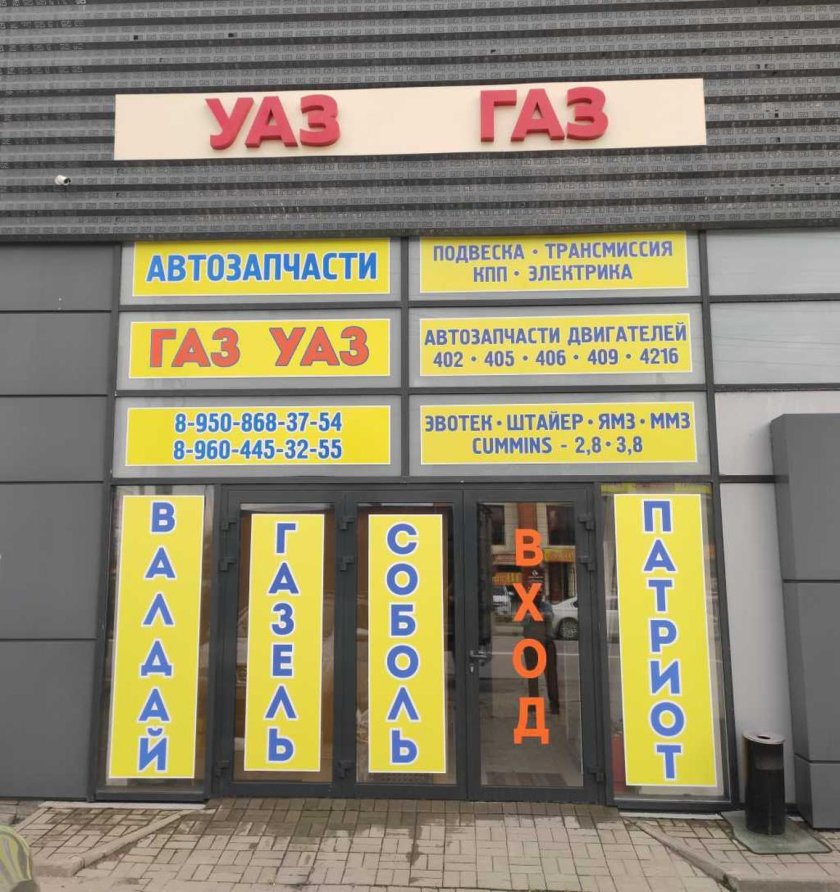 УАЗ ГАЗ
АВТОЗАПЧАСТИ
ПОДВЕСКА • ТРАНСМИССИЯ
КПП • ЭЛЕКТРИКА
ГАЗ УАЗ
АВТОЗАПЧАСТИ ДВИГАТЕЛЕЙ
402 • 405 • 406 • 409 • 4216
8-950-868-37-54
8-960-445-32-55
ЭВОТЕК • ШТАЙЕР • ЯМЗ • ММЗ
CUMMINS - 2,8 • 3,8
ВАЛДАЙ
ГАЗЕЛЬ
СОБОЛЬ
ВХОД
ПАТРИОТ